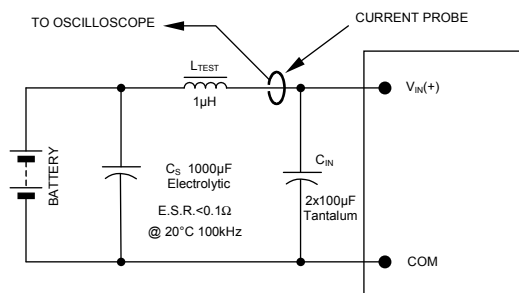 TO OSCILLOSCOPE
CURRENT PROBE
LTEST
1µH
VIN(+)
BATTERY
CS 1000µF
Electrolytic
E.S.R.<0.1Ω
@ 20°C 100kHz
CIN
2x100µF
Tantalum
COM